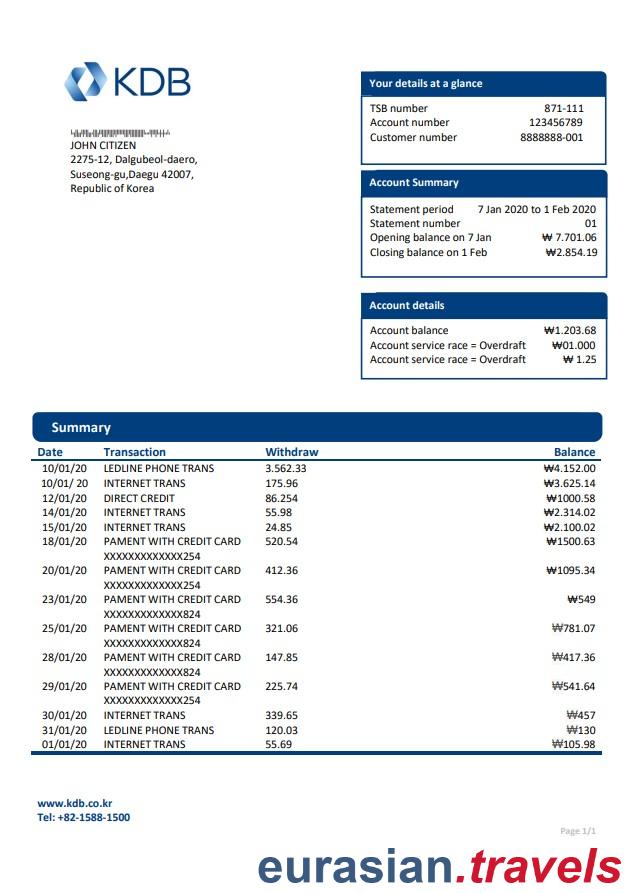 KDB
JOHN CITIZEN
2275-12, Dalgubeol-daero,
Suseong-gu,Daegu 42007,
Republic of Korea
Your details at a glance
TSB number 871-111
Account number 123456789
Customer number 8888888-001
Account Summary
Statement period 7 Jan 2020 to 1 Feb 2020
Statement number 01
Opening balance on 7 Jan ₩ 7.701.06
Closing balance on 1 Feb ₩2.854.19
Account details
Account balance ₩1.203.68
Account service race = Overdraft ₩01.000
Account service race = Overdraft ₩ 1.25
Summary
Date Transaction Withdraw Balance
10/01/20 LEDLINE PHONE TRANS 3.562.33 ₩4.152.00
10/01/ 20 INTERNET TRANS 175.96 ₩3.625.14
12/01/20 DIRECT CREDIT 86.254 ₩1000.58
14/01/20 INTERNET TRANS 55.98 ₩2.314.02
15/01/20 INTERNET TRANS 24.85 ₩2.100.02
18/01/20 PAMENT WITH CREDIT CARD 520.54 ₩1500.63
XXXXXXXXXXXXX254
20/01/20 PAMENT WITH CREDIT CARD 412.36 ₩1095.34
XXXXXXXXXXXXX254
23/01/20 PAMENT WITH CREDIT CARD 554.36 ₩549
XXXXXXXXXXXXX824
25/01/20 PAMENT WITH CREDIT CARD 321.06 ₩781.07
XXXXXXXXXXXXX824
28/01/20 PAMENT WITH CREDIT CARD 147.85 ₩417.36
XXXXXXXXXXXXX824
29/01/20 PAMENT WITH CREDIT CARD 225.74 ₩541.64
XXXXXXXXXXXXX254
30/01/20 INTERNET TRANS 339.65 ₩457
31/01/20 LEDLINE PHONE TRANS 120.03 ₩130
01/01/20 INTERNET TRANS 55.69 ₩105.98
www.kdb.co.kr
Tel: +82-1588-1500
Page 1/1
eurasian.travels